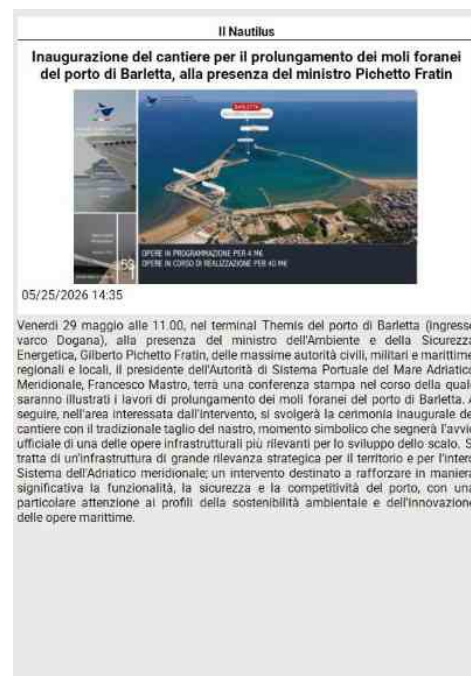 Il Nautilus
Inaugurazione del cantiere per il prolungamento dei moli foranei
del porto di Barletta, alla presenza del ministro Pichetto Fratin
BARLETTA
OPERE IN PROGRAMMAZIONE PER 4 M€
OPERE IN CORSO DI REALIZZAZIONE PER 40 M€
53
05/25/2026 14:35
Venerdì 29 maggio alle 11.00, nel terminal Themis del porto di Barletta (ingresso
varco Dogana), alla presenza del ministro dell'Ambiente e della Sicurezza
Energetica, Gilberto Pichetto Fratin, delle massime autorità civili, militari e marittime,
regionali e locali, il presidente dell'Autorità di Sistema Portuale del Mare Adriatico
Meridionale, Francesco Mastro, terrà una conferenza stampa nel corso della quale
saranno illustrati i lavori di prolungamento dei moli foranei del porto di Barletta. A
seguire, nell'area interessata dall'intervento, si svolgerà la cerimonia inaugurale del
cantiere con il tradizionale taglio del nastro, momento simbolico che segnerà l'avvio
ufficiale di una delle opere infrastrutturali più rilevanti per lo sviluppo dello scalo. Si
tratta di un'infrastruttura di grande rilevanza strategica per il territorio e per l'intero
Sistema dell'Adriatico meridionale; un intervento destinato a rafforzare in maniera
significativa la funzionalità, la sicurezza e la competitività del porto, con una
particolare attenzione ai profili della sostenibilità ambientale e dell'innovazione
delle opere marittime.